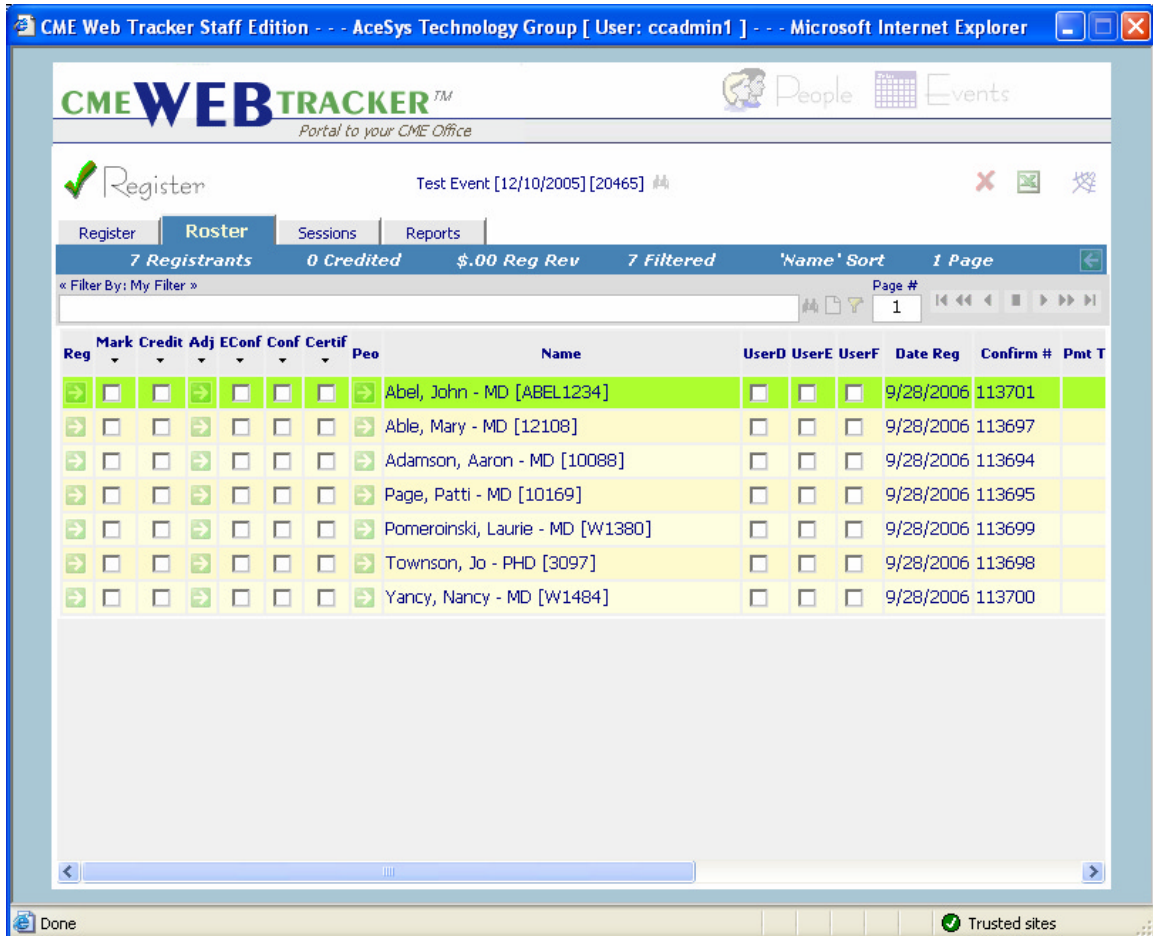 CME Web Tracker Staff Edition - - - AceSys Technology Group [ User: ccadmin1 ] - - - Microsoft Internet Explorer
CMEWEBTRACKER™
Portal to your CME Office
People
Events
Register
Test Event [12/10/2005] [20465]
Register Roster Sessions Reports
7 Registrants 0 Credited $.00 Reg Rev 7 Filtered 'Name' Sort 1 Page
« Filter By: My Filter » Page #
1
Reg Mark Credit Adj EConf Conf Certif Peo Name UserD UserE UserF Date Reg Confirm # Pmt T
Abel, John - MD [ABEL1234] 9/28/2006 113701
Able, Mary - MD [12108] 9/28/2006 113697
Adamson, Aaron - MD [10088] 9/28/2006 113694
Page, Patti - MD [10169] 9/28/2006 113695
Pomeroinski, Laurie - MD [W1380] 9/28/2006 113699
Townson, Jo - PHD [3097] 9/28/2006 113698
Yancy, Nancy - MD [W1484] 9/28/2006 113700
Done Trusted sites